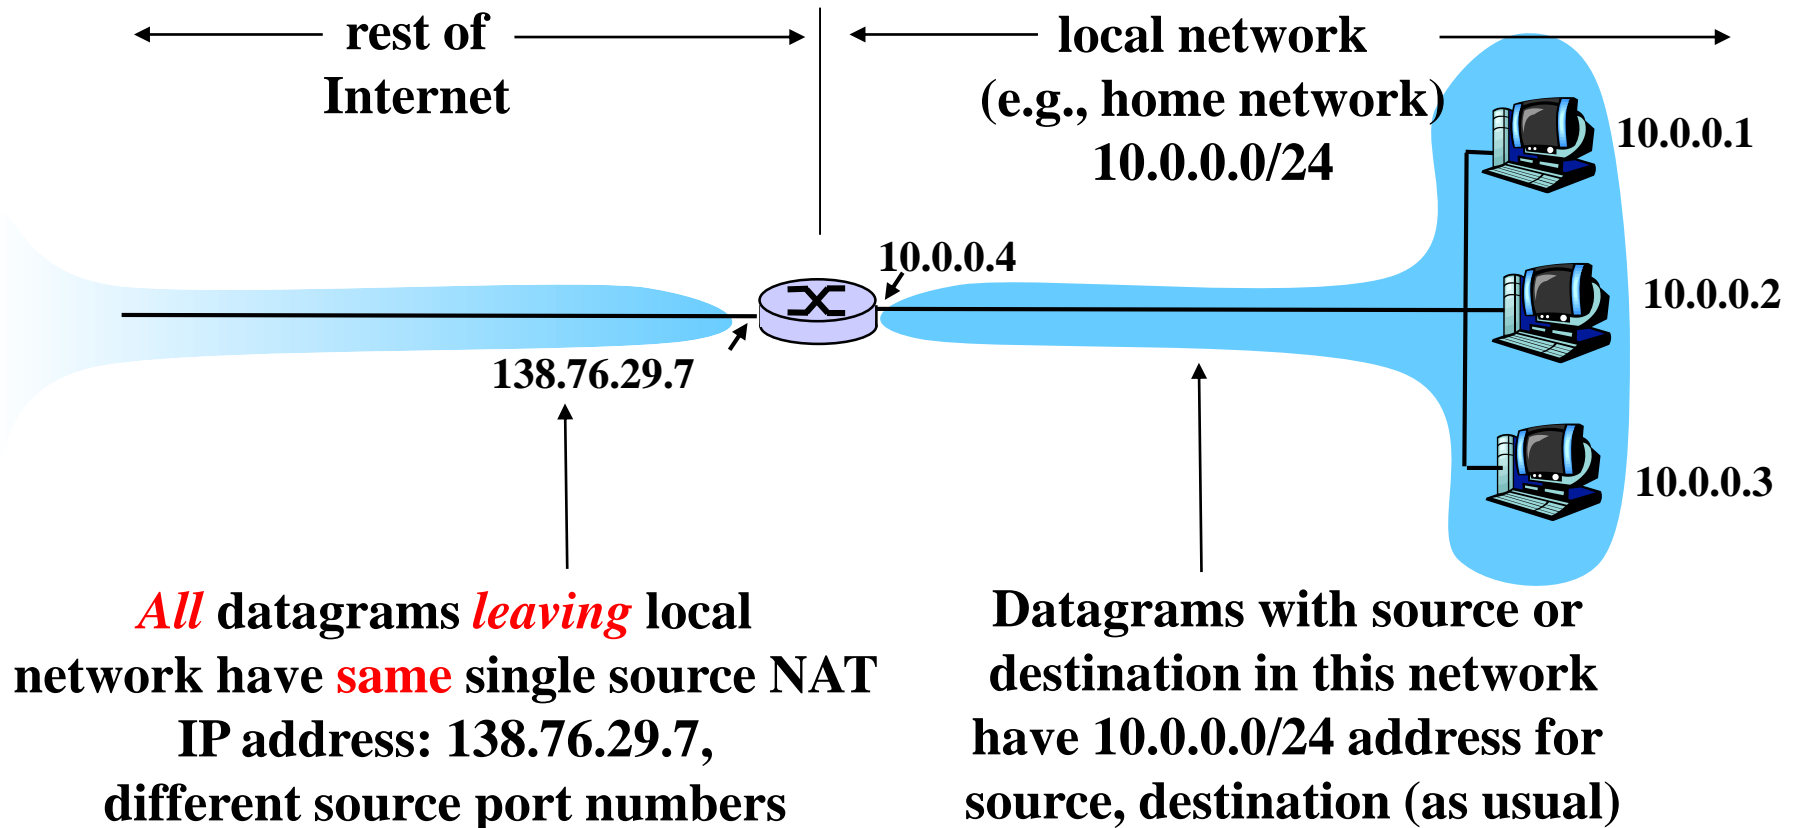 rest of
Internet
local network
(e.g., home network)
10.0.0.0/24
10.0.0.1
10.0.0.4
10.0.0.2
138.76.29.7
10.0.0.3
All datagrams leaving local
network have same single source NAT
IP address: 138.76.29.7,
different source port numbers
Datagrams with source or
destination in this network
have 10.0.0.0/24 address for
source, destination (as usual)